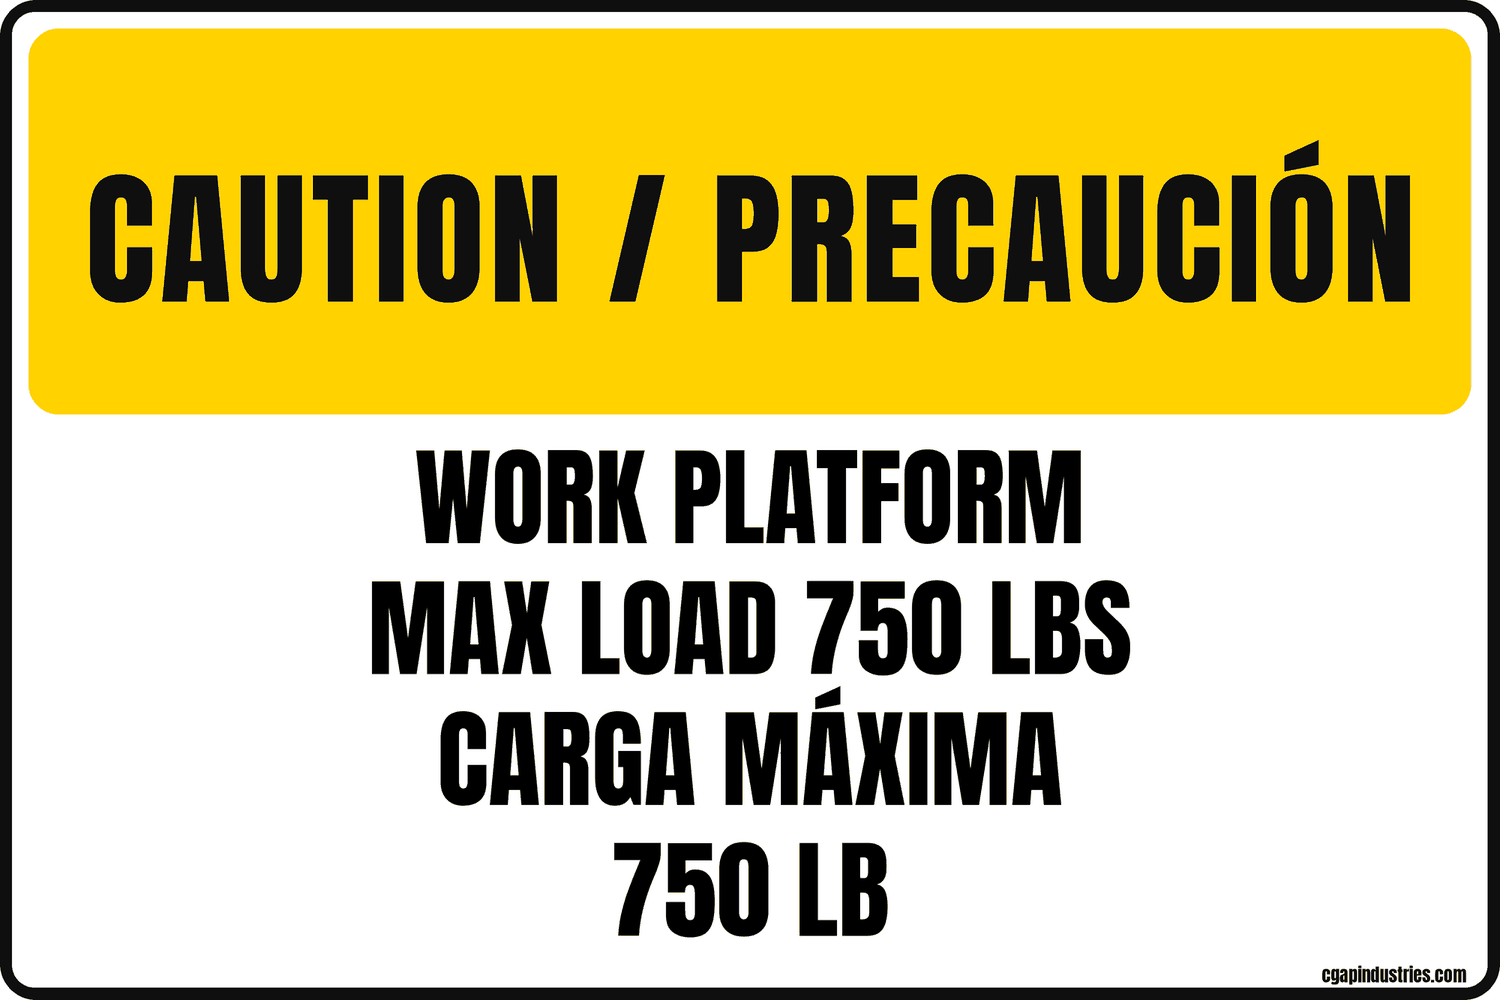 CAUTION / PRECAUCIÓN
WORK PLATFORM
MAX LOAD 750 LBS
CARGA MÁXIMA
750 LB
cgapindustries.com